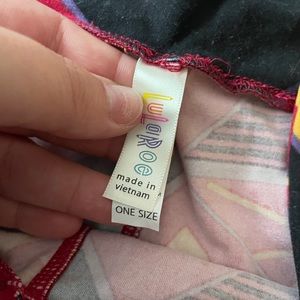 LuLaRoe
made in
vietnam
ONE SIZE